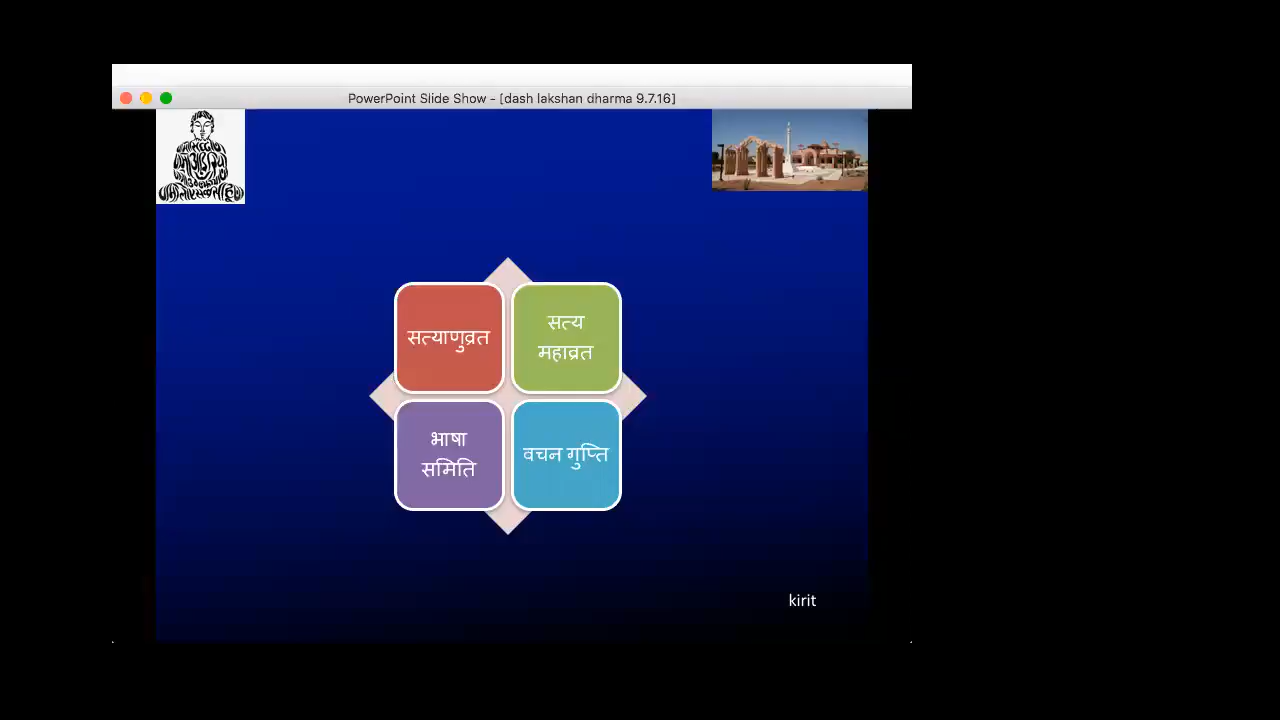 PowerPoint Slide Show - [dash lakshan dharma 9.7.16]
सत्याणुव्रत
सत्य
महाव्रत
भाषा
समिति
वचन गुप्ति
kirit